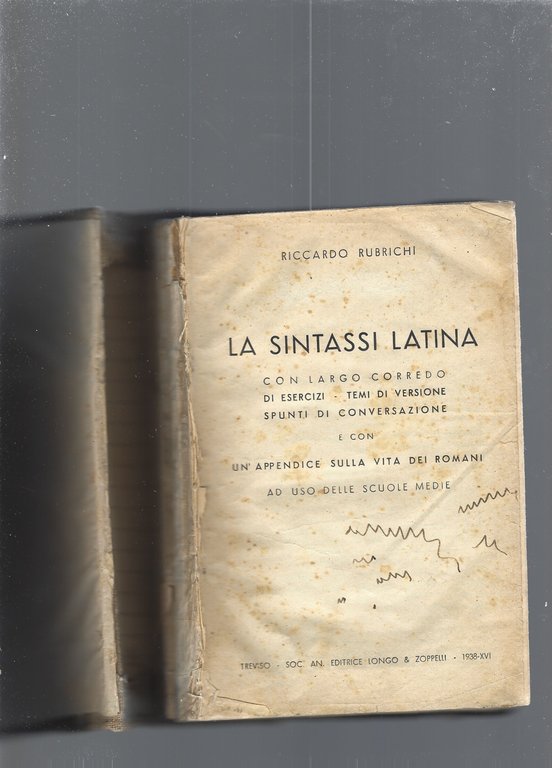 RICCARDO RUBRICHI
LA SINTASSI LATINA
CON LARGO CORREDO
DI ESERCIZI - TEMI DI VERSIONE
SPUNTI DI CONVERSAZIONE
E CON
UN'APPENDICE SULLA VITA DEI ROMANI
AD USO DELLE SCUOLE MEDIE
TREVISO - SOC. AN. EDITRICE LONGO & ZOPPELLI - 1938-XVI